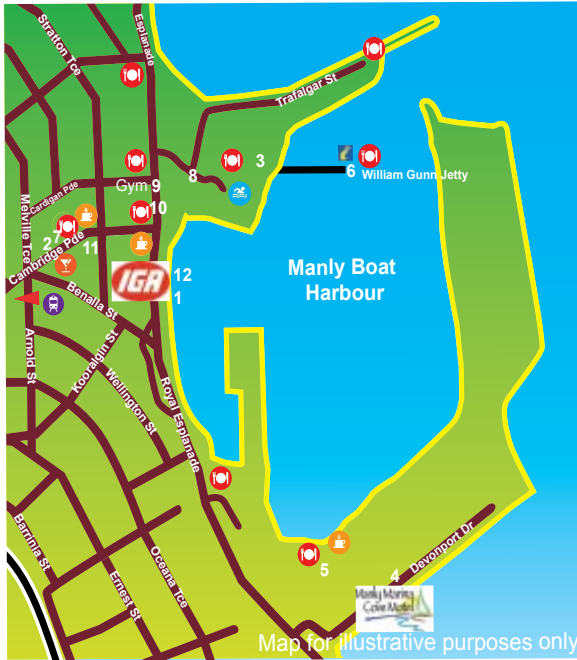 Stratton Tce
Esplanade
Trafalgar St
3
8
6 William Gunn Jetty
Gym 9
Cardigan Pde
10
Melville Tce
7
2
11
Cambridge Pde
IGA
12
1
Manly Boat
Harbour
Benalla St
Arnold St
Kooralgin St
Wellington St
Royal Esplanade
Barrinia St
Ernest St
Oceana Tce
5
4
Devonport Dr
Manly Marina
Cove Motel
Map for illustrative purposes only